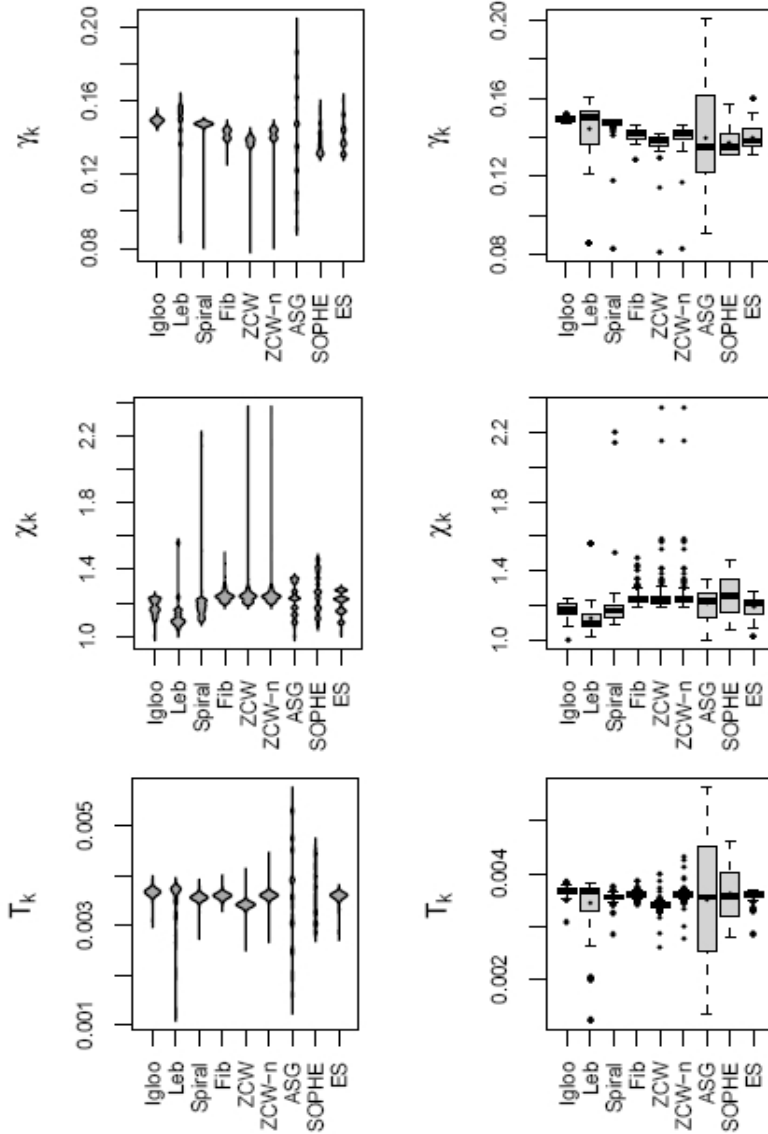 γk
0.08 0.12 0.16 0.20
Igloo
Leb
Spiral
Fib
ZCW
ZCW-n
ASG
SOPHE
ES
γk
0.08 0.12 0.16 0.20
Igloo
Leb
Spiral
Fib
ZCW
ZCW-n
ASG
SOPHE
ES
χk
1.0 1.4 1.8 2.2
Igloo
Leb
Spiral
Fib
ZCW
ZCW-n
ASG
SOPHE
ES
χk
1.0 1.4 1.8 2.2
Igloo
Leb
Spiral
Fib
ZCW
ZCW-n
ASG
SOPHE
ES
Tk
0.001 0.003 0.005
Igloo
Leb
Spiral
Fib
ZCW
ZCW-n
ASG
SOPHE
ES
Tk
0.002 0.004
Igloo
Leb
Spiral
Fib
ZCW
ZCW-n
ASG
SOPHE
ES